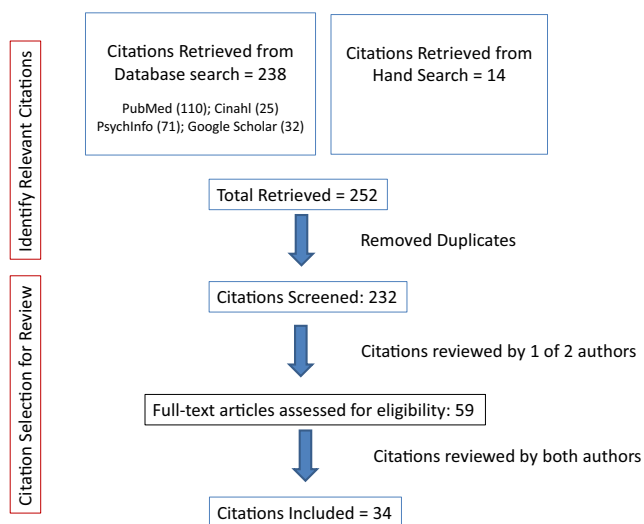 Identify Relevant Citations
Citations Retrieved from
Database search = 238
PubMed (110); Cinahl (25)
PsychInfo (71); Google Scholar (32)
Citations Retrieved from
Hand Search = 14
Total Retrieved = 252
Removed Duplicates
Citation Selection for Review
Citations Screened: 232
Citations reviewed by 1 of 2 authors
Full-text articles assessed for eligibility: 59
Citations reviewed by both authors
Citations Included = 34